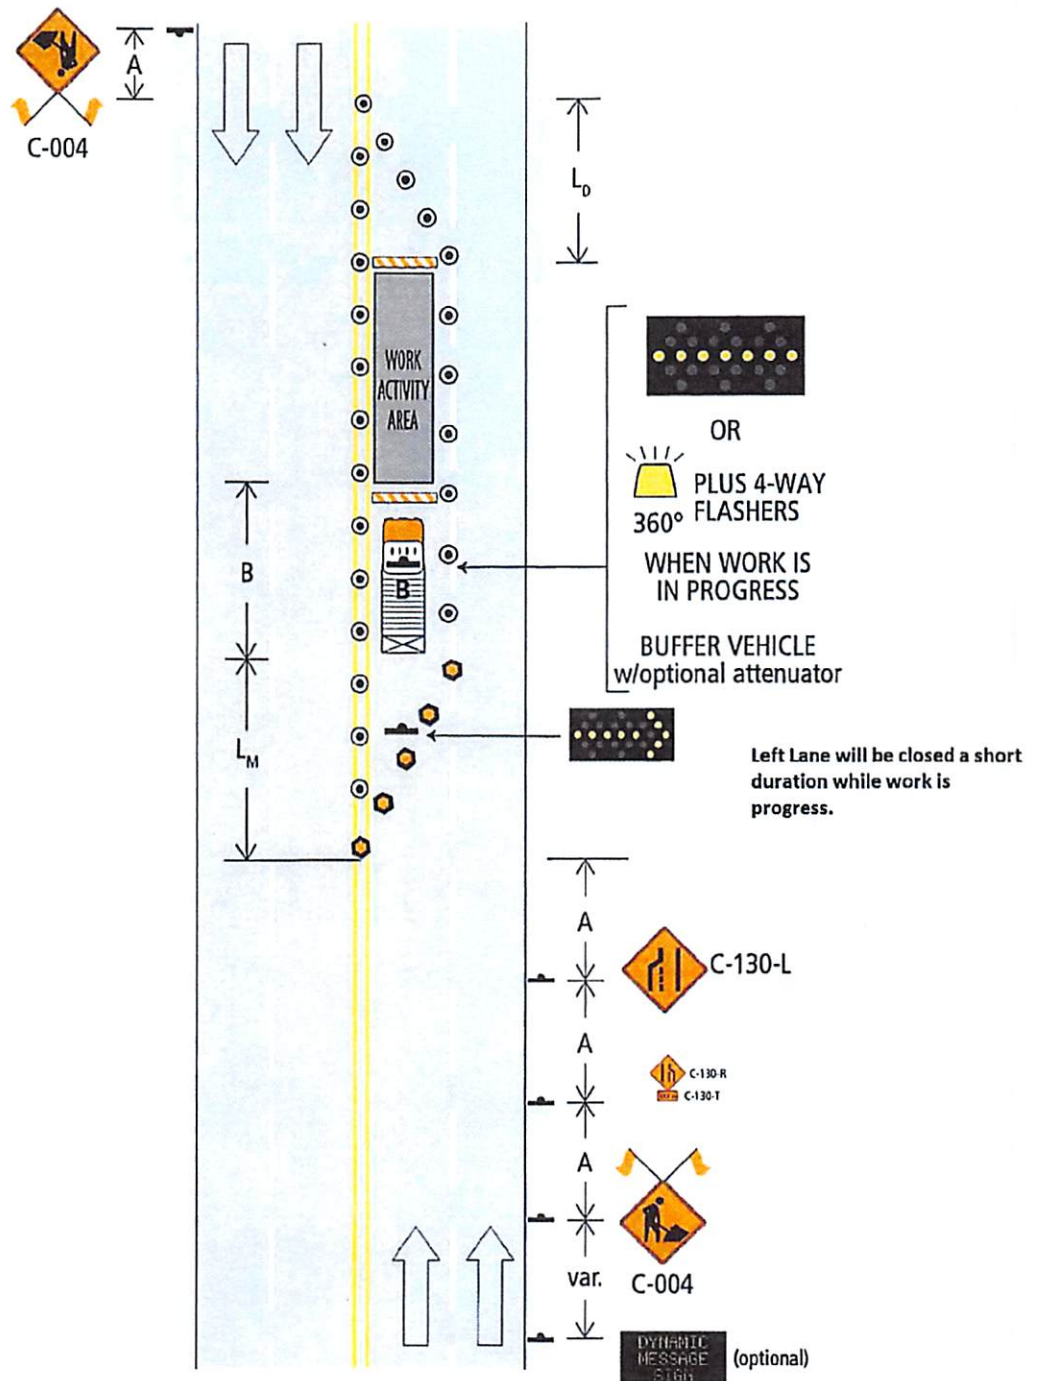 A
C-004
L_D
WORK
ACTIVITY
AREA
OR
PLUS 4-WAY
FLASHERS
360°
WHEN WORK IS
IN PROGRESS
B
B
BUFFER VEHICLE
w/optional attenuator
L_M
Left Lane will be closed a short
duration while work is
progress.
A
C-130-L
A
C-130-R
C-130-T
A
var.
C-004
DYNAMIC
MESSAGE
SIGN
(optional)